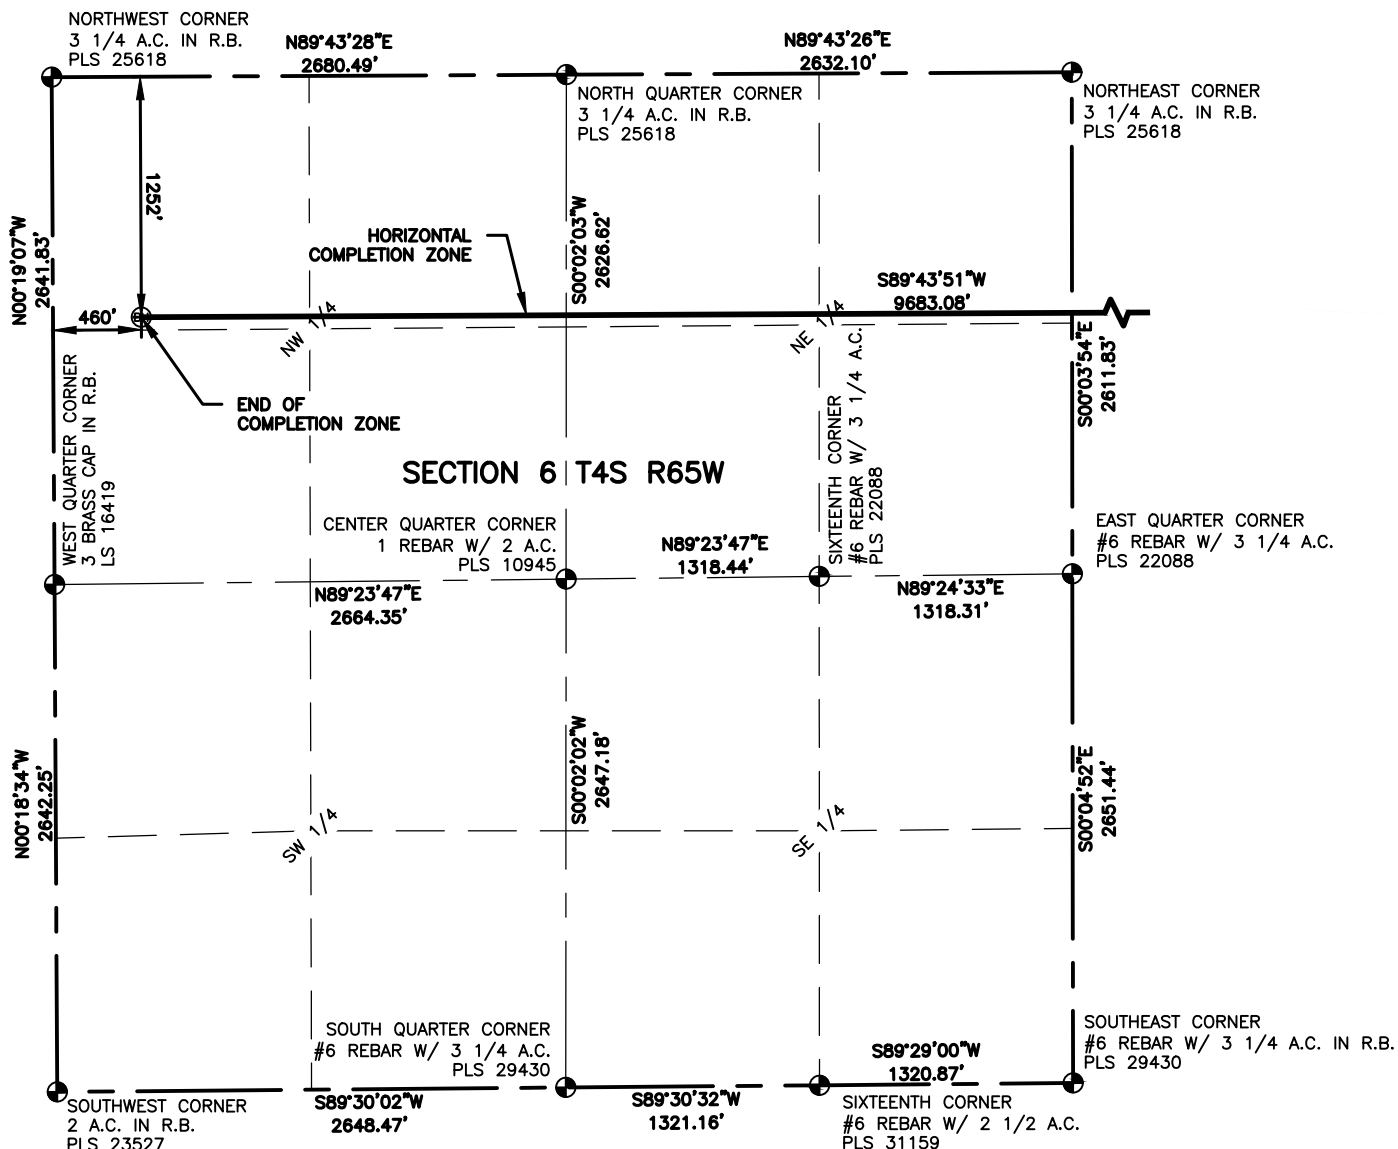 NORTHWEST CORNER
3 1/4 A.C. IN R.B.
PLS 25618
N89°43'28"E
2680.49'
N89°43'26"E
2632.10'
NORTH QUARTER CORNER
3 1/4 A.C. IN R.B.
PLS 25618
NORTHEAST CORNER
3 1/4 A.C. IN R.B.
PLS 25618
1252'
N00°19'07"W
2641.83'
HORIZONTAL
COMPLETION ZONE
S00°02'03"W
2626.62'
S89°43'51"W
9683.08'
460'
NW 1/4
NE 1/4
S00°03'54"E
2611.83'
END OF
COMPLETION ZONE
WEST QUARTER CORNER
3 BRASS CAP IN R.B.
LS 16419
SECTION 6 T4S R65W
SIXTEENTH CORNER
#6 REBAR W/ 3 1/4 A.C.
PLS 22088
CENTER QUARTER CORNER
1 REBAR W/ 2 A.C.
PLS 10945
N89°23'47"E
1318.44'
EAST QUARTER CORNER
#6 REBAR W/ 3 1/4 A.C.
PLS 22088
N89°23'47"E
2664.35'
N89°24'33"E
1318.31'
N00°18'34"W
2642.25'
S00°02'02"W
2647.18'
S00°04'52"E
2651.44'
SW 1/4
SE 1/4
SOUTH QUARTER CORNER
#6 REBAR W/ 3 1/4 A.C.
PLS 29430
S89°29'00"W
1320.87'
SOUTHEAST CORNER
#6 REBAR W/ 3 1/4 A.C. IN R.B.
PLS 29430
SOUTHWEST CORNER
2 A.C. IN R.B.
PLS 23527
S89°30'02"W
2648.47'
S89°30'32"W
1321.16'
SIXTEENTH CORNER
#6 REBAR W/ 2 1/2 A.C.
PLS 31159